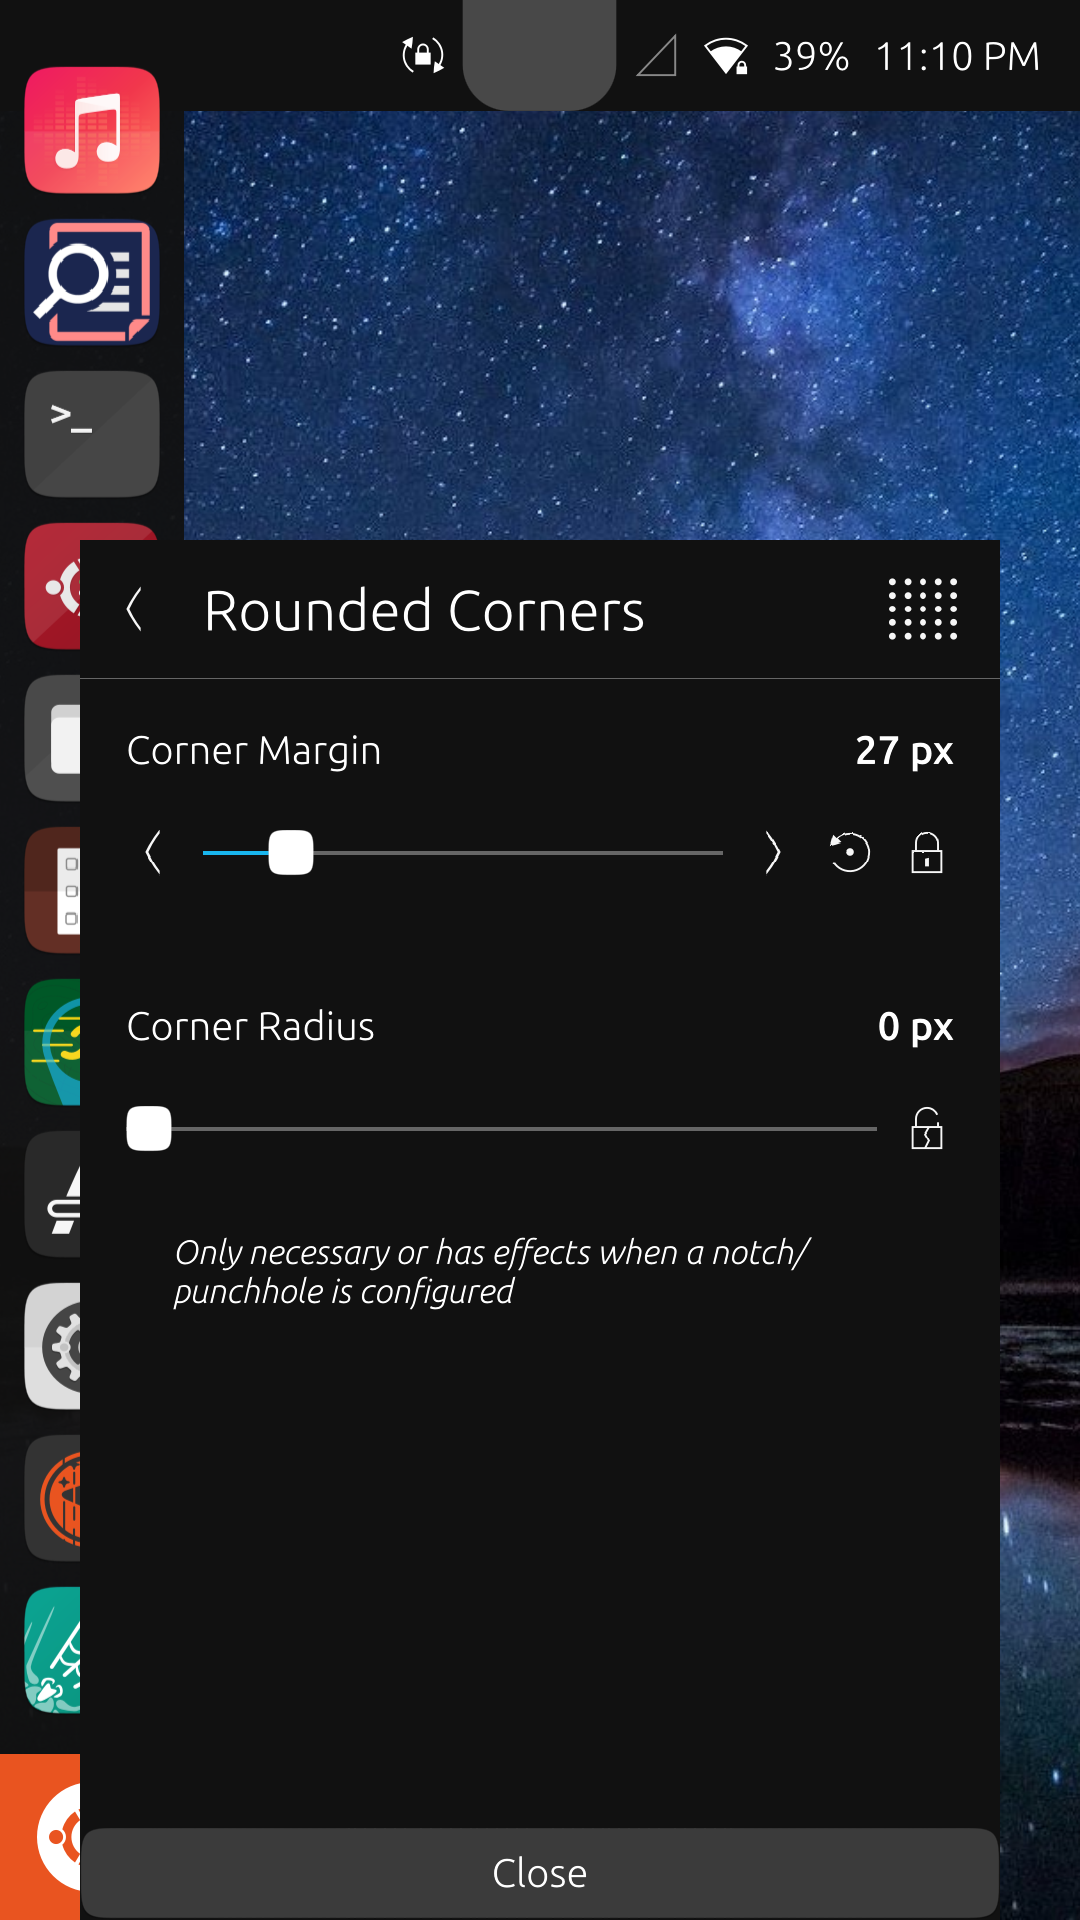 39% 11:10 PM
>_
Rounded Corners
Corner Margin 27 px
Corner Radius 0 px
Only necessary or has effects when a notch/
punchhole is configured
Close